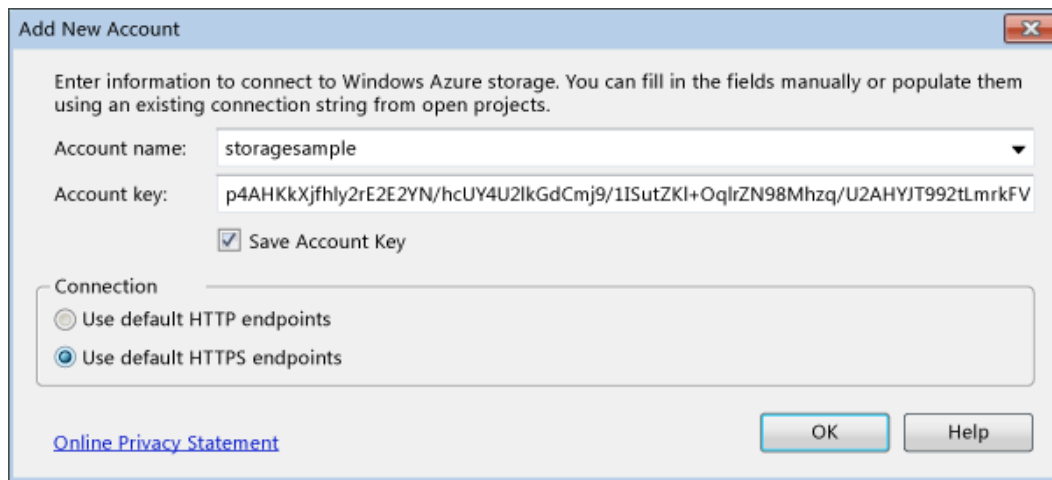 Add New Account
Enter information to connect to Windows Azure storage. You can fill in the fields manually or populate them
using an existing connection string from open projects.
Account name: storagesample
Account key: p4AHKkXjfhly2rE2E2YN/hcUY4U2lkGdCmj9/1ISutZKl+OqlrZN98Mhzq/U2AHYJT992tLmrkFV
Save Account Key
Connection
Use default HTTP endpoints
Use default HTTPS endpoints
Online Privacy Statement
OK
Help